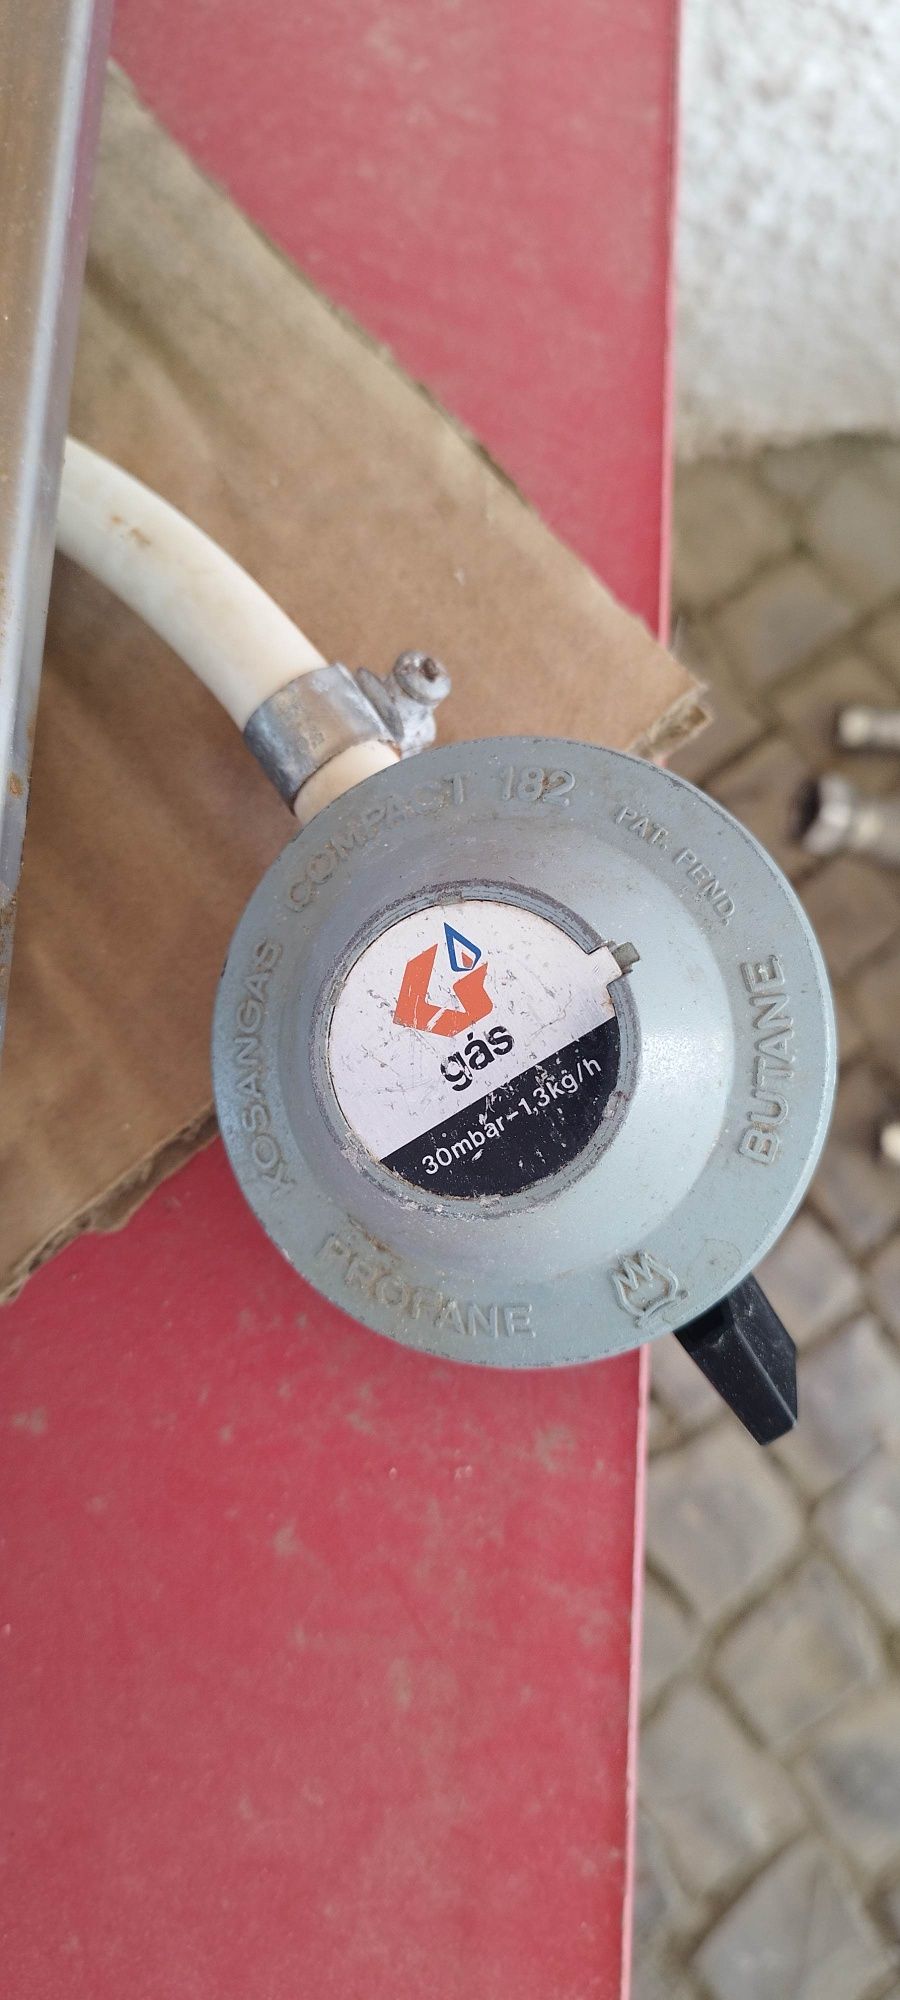 KOSANGAS COMPACT 182
PAT. PEND.
BUTANE
PROPANE
gás
30mbar-1,3kg/h